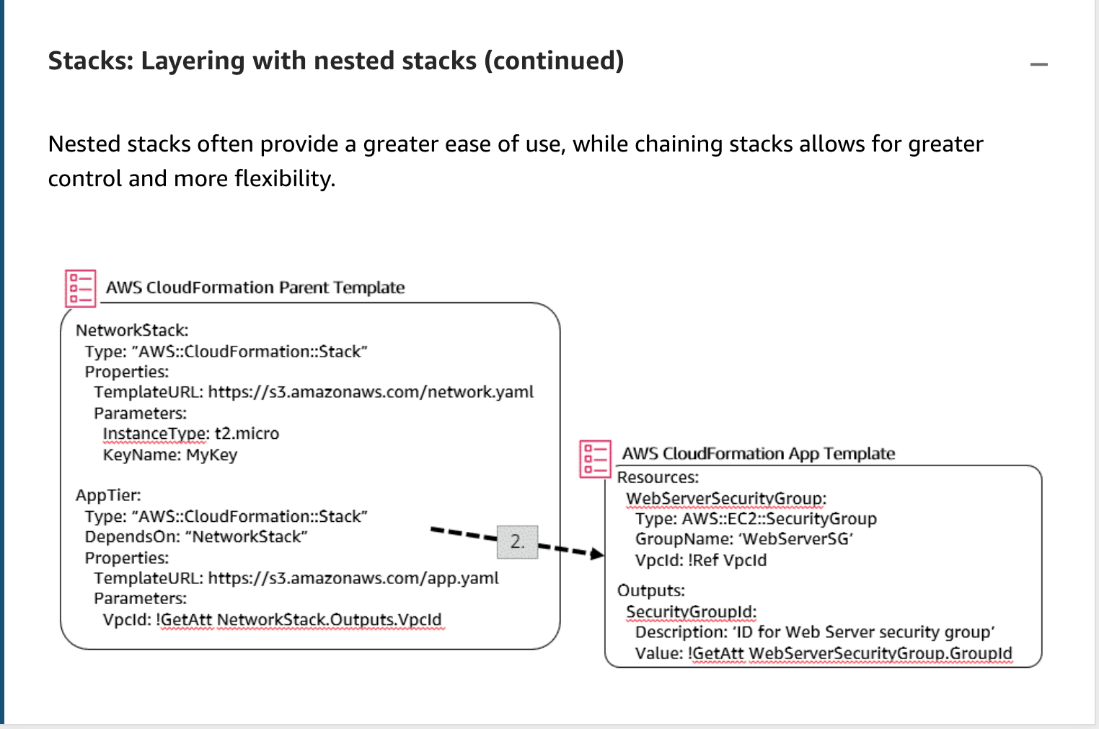 Stacks: Layering with nested stacks (continued)
Nested stacks often provide a greater ease of use, while chaining stacks allows for greater
control and more flexibility.
AWS CloudFormation Parent Template
NetworkStack:
Type: "AWS::CloudFormation::Stack"
Properties:
TemplateURL: https://s3.amazonaws.com/network.yaml
Parameters:
InstanceType: t2.micro
KeyName: MyKey
AppTier:
Type: "AWS::CloudFormation::Stack"
DependsOn: "NetworkStack"
Properties:
TemplateURL: https://s3.amazonaws.com/app.yaml
Parameters:
VpcId: !GetAtt NetworkStack.Outputs.VpcId
2.
AWS CloudFormation App Template
Resources:
WebServerSecurityGroup:
Type: AWS::EC2::SecurityGroup
GroupName: 'WebServerSG'
VpcId: !Ref VpcId
Outputs:
SecurityGroupId:
Description: 'ID for Web Server security group'
Value: !GetAtt WebServerSecurityGroup.GroupId